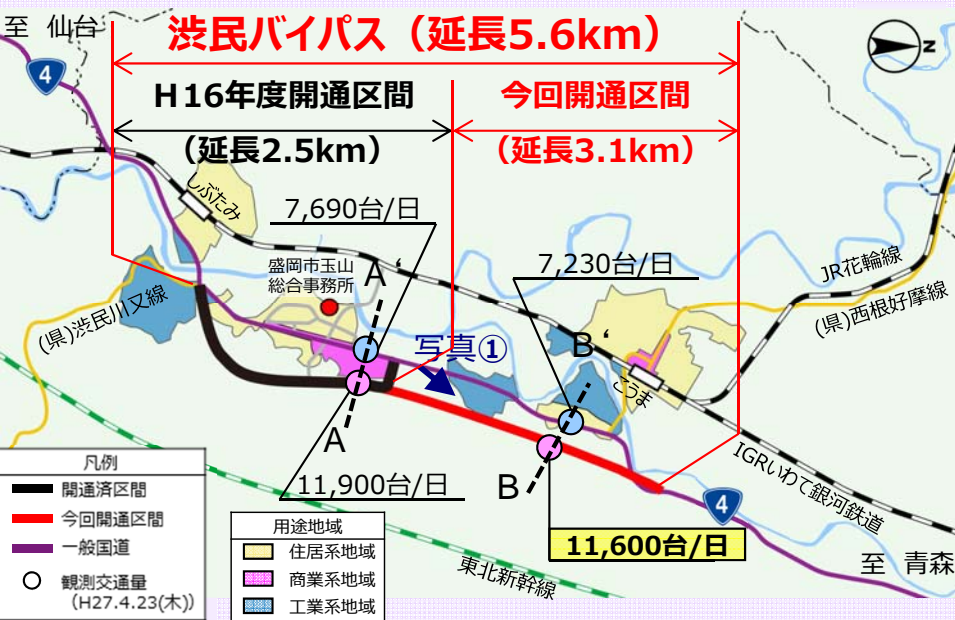 至 仙台
渋民バイパス（延長5.6km）
N
4
H16年度開通区間
（延長2.5km）
今回開通区間
（延長3.1km）
しぶたみ
7,690台/日
盛岡市玉山
総合事務所
A‘
7,230台/日
JR花輪線
(県)西根好摩線
(県)渋民川又線
写真①
B‘
こうま
A
11,900台/日
B
IGRいわて銀河鉄道
4
11,600台/日
至 青森
東北新幹線
凡例
開通済区間
今回開通区間
一般国道
観測交通量
（H27.4.23(木)）
用途地域
住居系地域
商業系地域
工業系地域